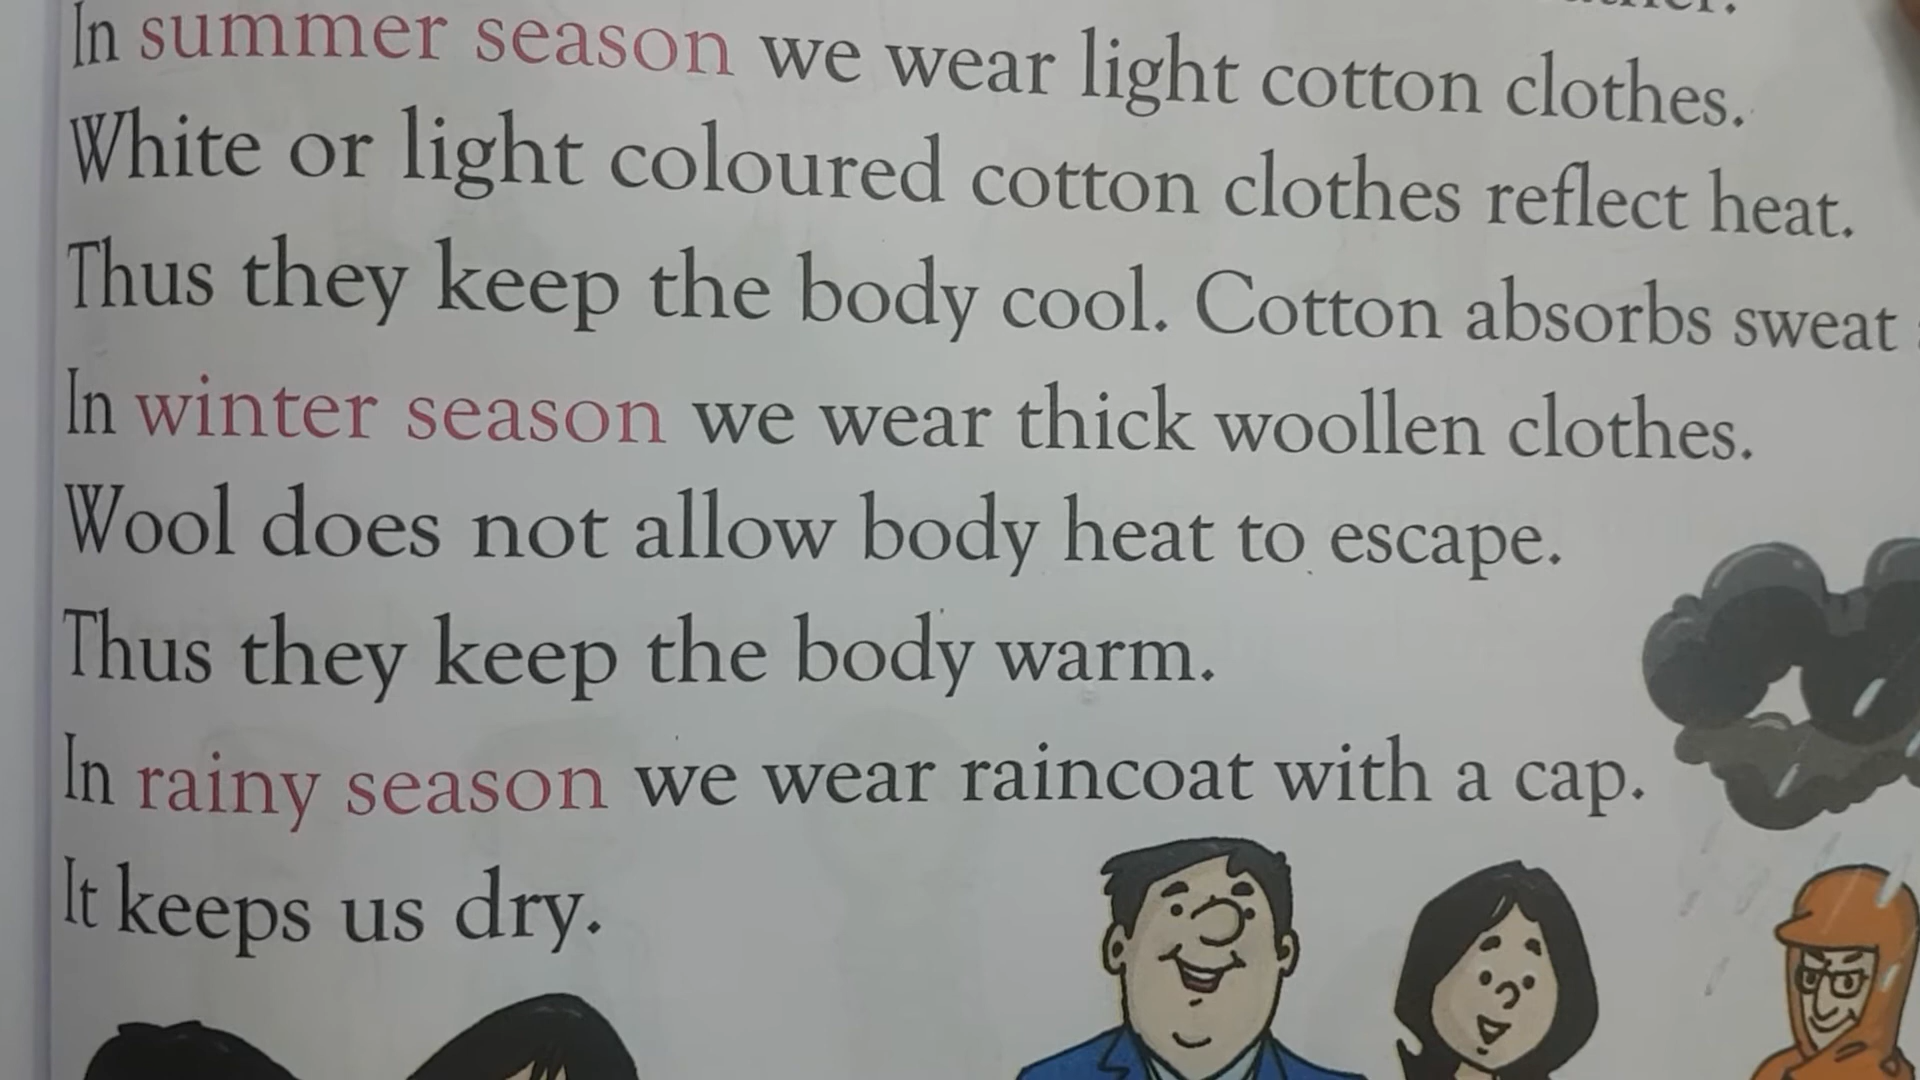 In summer season we wear light cotton clothes.
White or light coloured cotton clothes reflect heat.
Thus they keep the body cool. Cotton absorbs sweat
In winter season we wear thick woollen clothes.
Wool does not allow body heat to escape.
Thus they keep the body warm.
In rainy season we wear raincoat with a cap.
It keeps us dry.